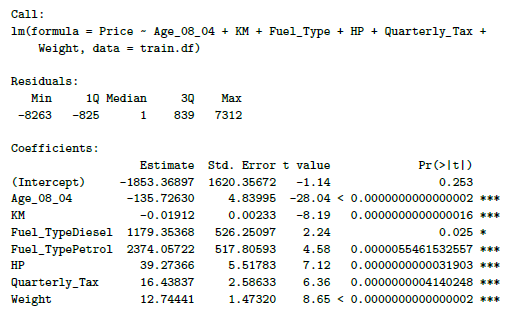 Call:
lm(formula = Price ~ Age_08_04 + KM + Fuel_Type + HP + Quarterly_Tax +
    Weight, data = train.df)

Residuals:
   Min     1Q Median     3Q    Max
 -8263   -825      1    839   7312

Coefficients:
                  Estimate Std. Error t value             Pr(>|t|)
(Intercept)    -1853.36897 1620.35672   -1.14                0.253
Age_08_04       -135.72630    4.83995  -28.04 < 0.0000000000000002 ***
KM                -0.01912    0.00233   -8.19   0.0000000000000016 ***
Fuel_TypeDiesel 1179.35368  526.25097    2.24                0.025 *
Fuel_TypePetrol 2374.05722  517.80593    4.58   0.0000055461532557 ***
HP                39.27366    5.51783    7.12   0.0000000000031903 ***
Quarterly_Tax     16.43837    2.58633    6.36   0.0000000004140248 ***
Weight            12.74441    1.47320    8.65 < 0.0000000000000002 ***